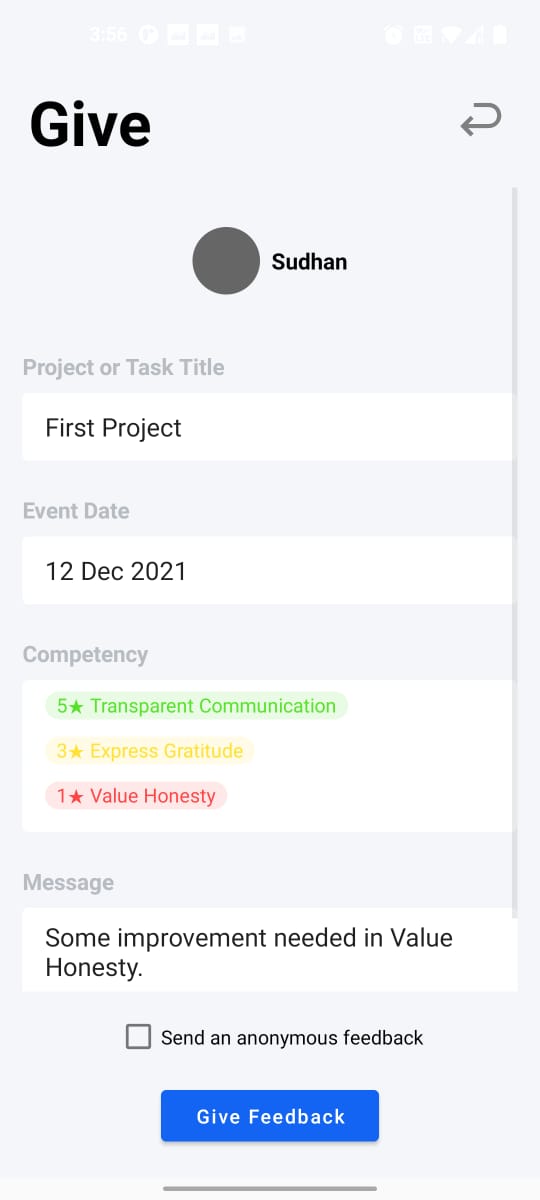 3:56
Give
Sudhan
Project or Task Title
First Project
Event Date
12 Dec 2021
Competency
5★ Transparent Communication
3★ Express Gratitude
1★ Value Honesty
Message
Some improvement needed in Value
Honesty.
Send an anonymous feedback
Give Feedback